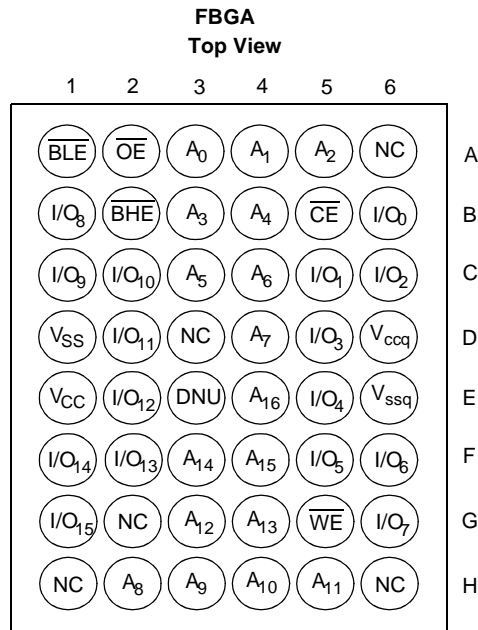 FBGA
Top View
1 2 3 4 5 6
BLE OE A0 A1 A2 NC A
I/O8 BHE A3 A4 CE I/O0 B
I/O9 I/O10 A5 A6 I/O1 I/O2 C
VSS I/O11 NC A7 I/O3 Vccq D
VCC I/O12 DNU A16 I/O4 Vssq E
I/O14 I/O13 A14 A15 I/O5 I/O6 F
I/O15 NC A12 A13 WE I/O7 G
NC A8 A9 A10 A11 NC H